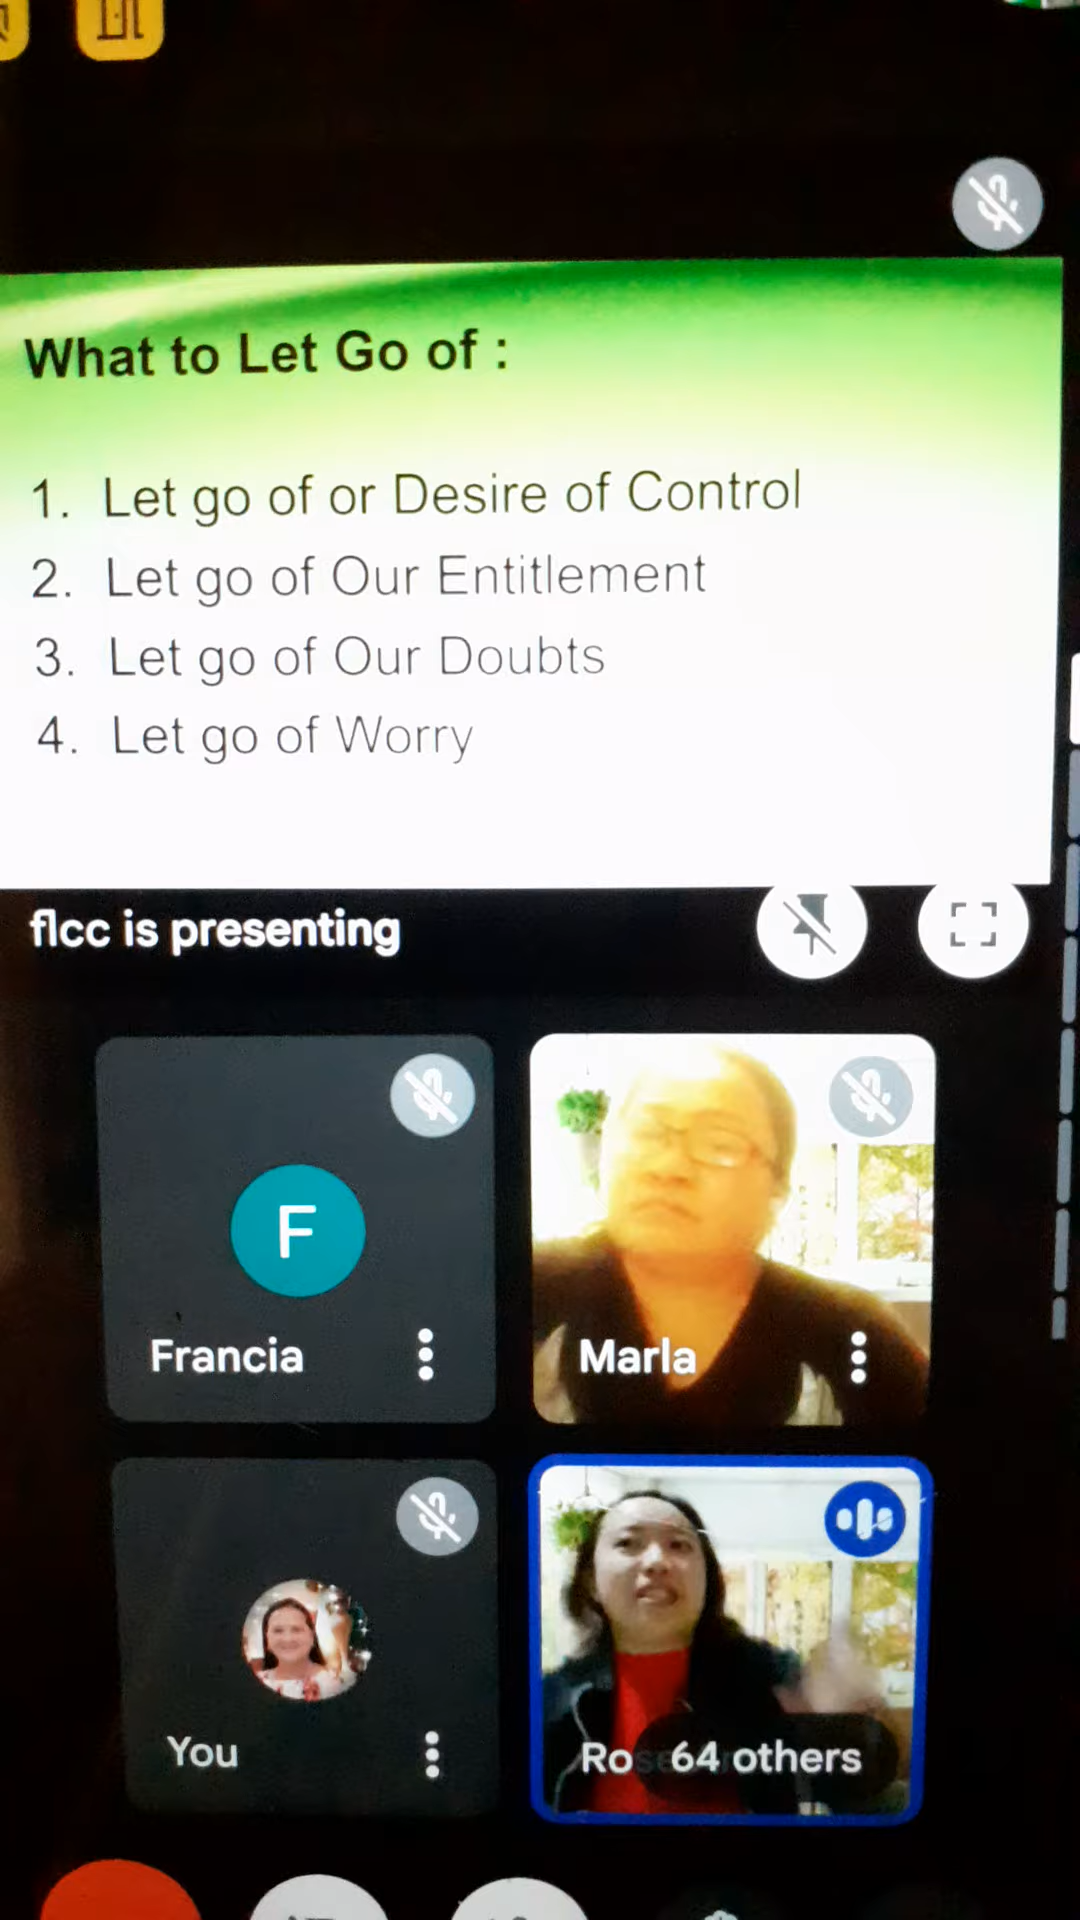 What to Let Go of :
1. Let go of or Desire of Control
2. Let go of Our Entitlement
3. Let go of Our Doubts
4. Let go of Worry
flcc is presenting
F
Francia
Marla
You
Ro 64 others